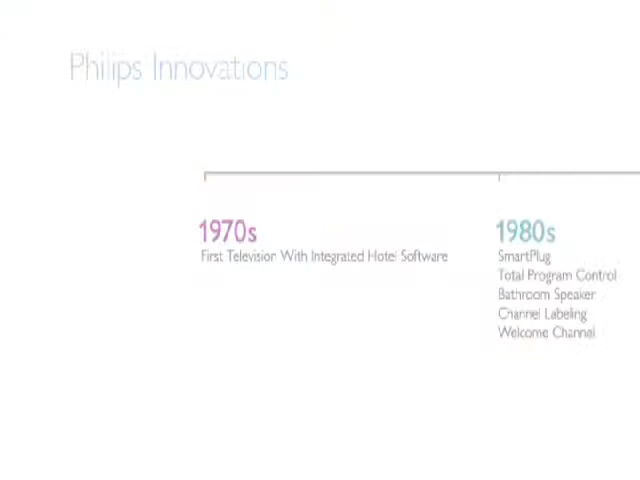 Philips Innovations
1970s
First Television With Integrated Hotel Software
1980s
SmartPlug
Total Program Control
Bathroom Speaker
Channel Labeling
Welcome Channel